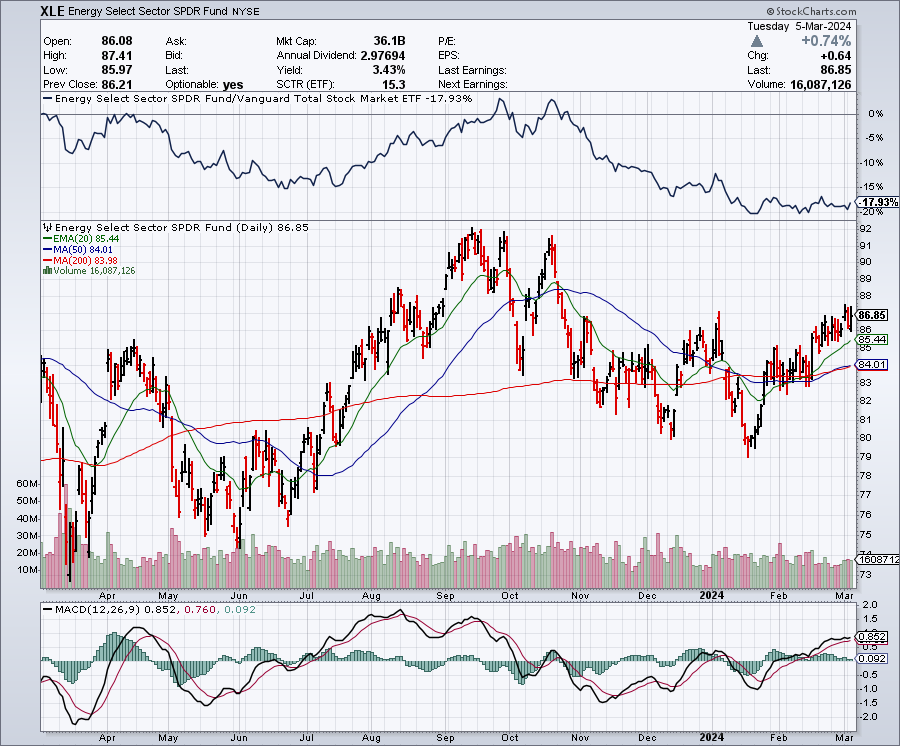 XLE Energy Select Sector SPDR Fund NYSE
© StockCharts.com
Tuesday 5-Mar-2024
Open: 86.08 Ask: Mkt Cap: 36.1B P/E: +0.74%
High: 87.41 Bid: Annual Dividend: 2.97694 EPS: Chg: +0.64
Low: 85.97 Last: Yield: 3.43% Last Earnings: Last: 86.85
Prev Close: 86.21 Optionable: yes SCTR (ETF): 15.3 Next Earnings: Volume: 16,087,126
Energy Select Sector SPDR Fund/Vanguard Total Stock Market ETF -17.93%
0%
-5%
-10%
-15%
-17.93%
-20%
Energy Select Sector SPDR Fund (Daily) 86.85
EMA(20) 85.44
MA(50) 84.01
MA(200) 83.98
Volume 16,087,126
92
91
90
89
88
86.85
86
85.44
85
84.01
83
82
81
80
79
78
77
76
75
74
73
60M
50M
40M
30M
20M
10M
1608712
Apr May Jun Jul Aug Sep Oct Nov Dec 2024 Feb Mar
MACD(12,26,9) 0.852, 0.760, 0.092
2.0
1.5
1.0
0.852
0.5
0.092
-0.5
-1.0
-1.5
-2.0
Apr May Jun Jul Aug Sep Oct Nov Dec 2024 Feb Mar